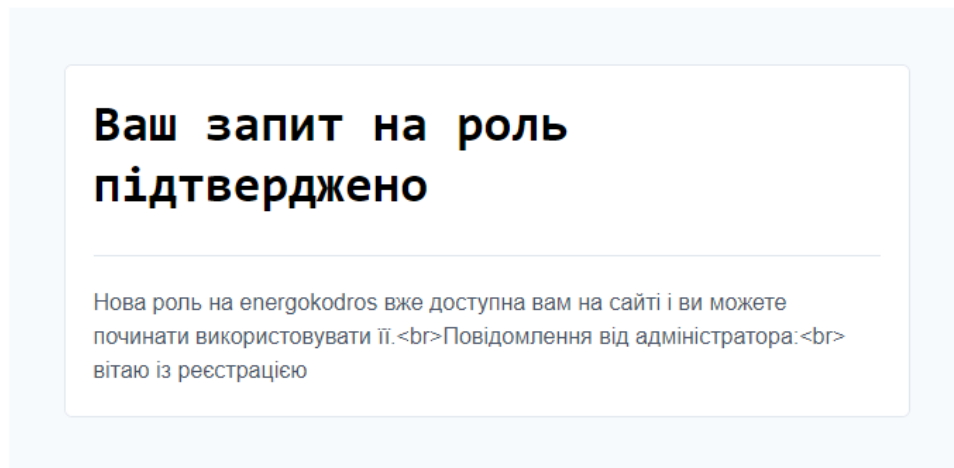 Ваш запит на роль
підтверджено
Нова роль на energokodros вже доступна вам на сайті і ви можете
починати використовувати її.<br>Повідомлення від адміністратора:<br>
вітаю із реєстрацією